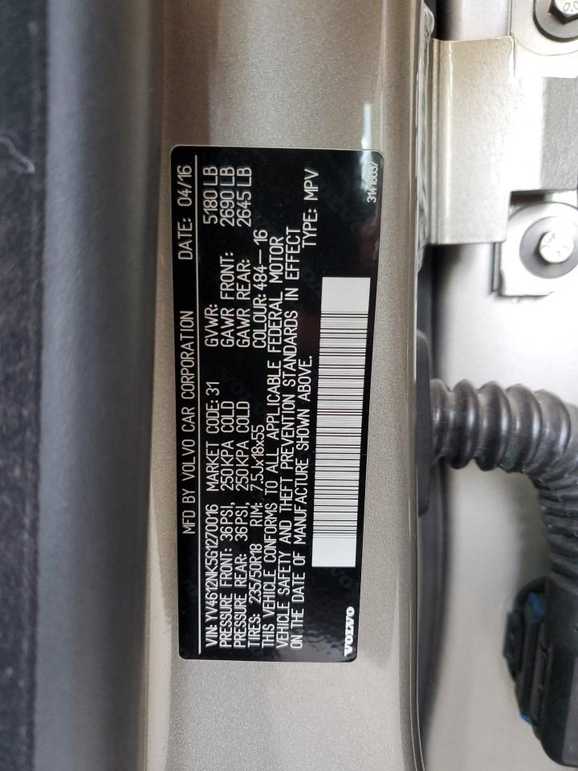 MFD BY VOLVO CAR CORPORATION DATE: 04/16
VIN: YV4612NK5G1270016 MARKET CODE: 31 GVWR: 5180 LB
PRESSURE FRONT: 36 PSI, 250 KPA COLD GAWR FRONT: 2690 LB
PRESSURE REAR: 36 PSI, 250 KPA COLD GAWR REAR: 2645 LB
TIRES: 235/50R18 RIM: 7.5Jx18x55 COLOUR: 484-16
THIS VEHICLE CONFORMS TO ALL APPLICABLE FEDERAL MOTOR
VEHICLE SAFETY AND THEFT PREVENTION STANDARDS IN EFFECT
ON THE DATE OF MANUFACTURE SHOWN ABOVE. TYPE: MPV
VOLVO